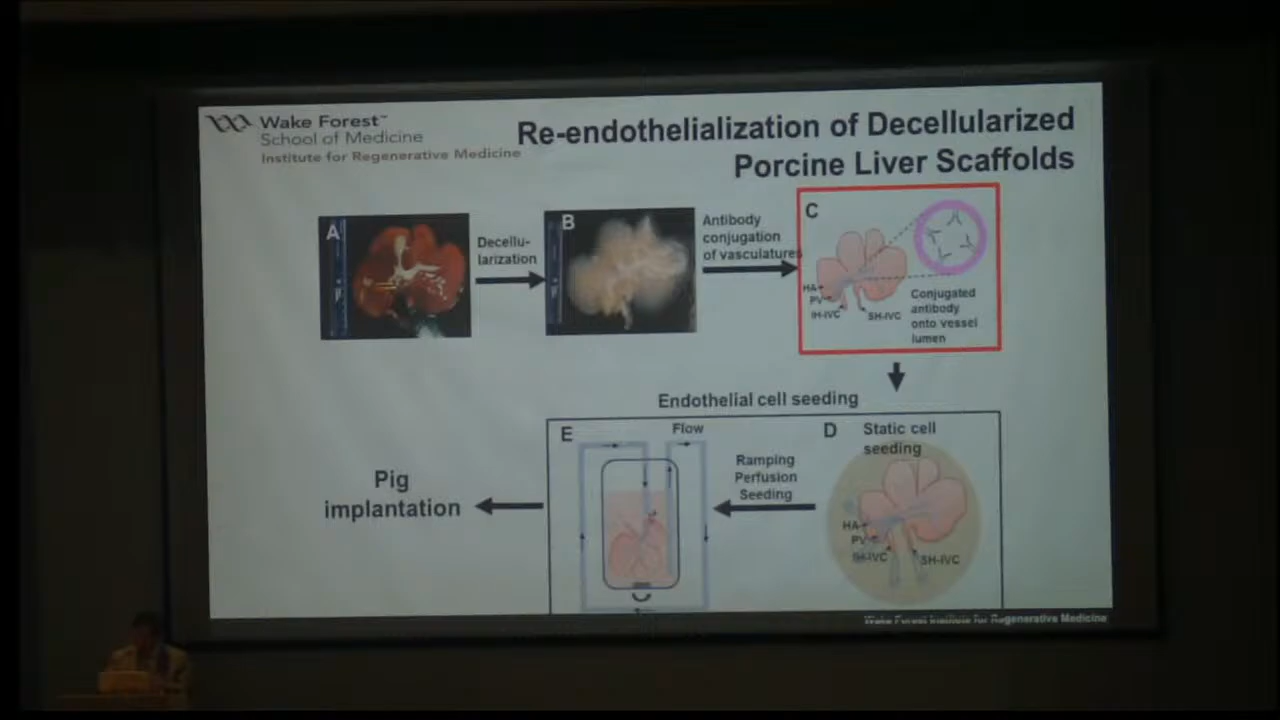 Wake Forest™
School of Medicine
Institute for Regenerative Medicine
Re-endothelialization of Decellularized
Porcine Liver Scaffolds
A
Decellu-
larization
B
Antibody
conjugation
of vasculatures
C
HA
PV
IH-IVC
SH-IVC
Conjugated
antibody
onto vessel
lumen
Endothelial cell seeding
E
Flow
Ramping
Perfusion
Seeding
D
Static cell
seeding
HA
PV
IH-IVC
SH-IVC
Pig
implantation
Wake Forest Institute for Regenerative Medicine